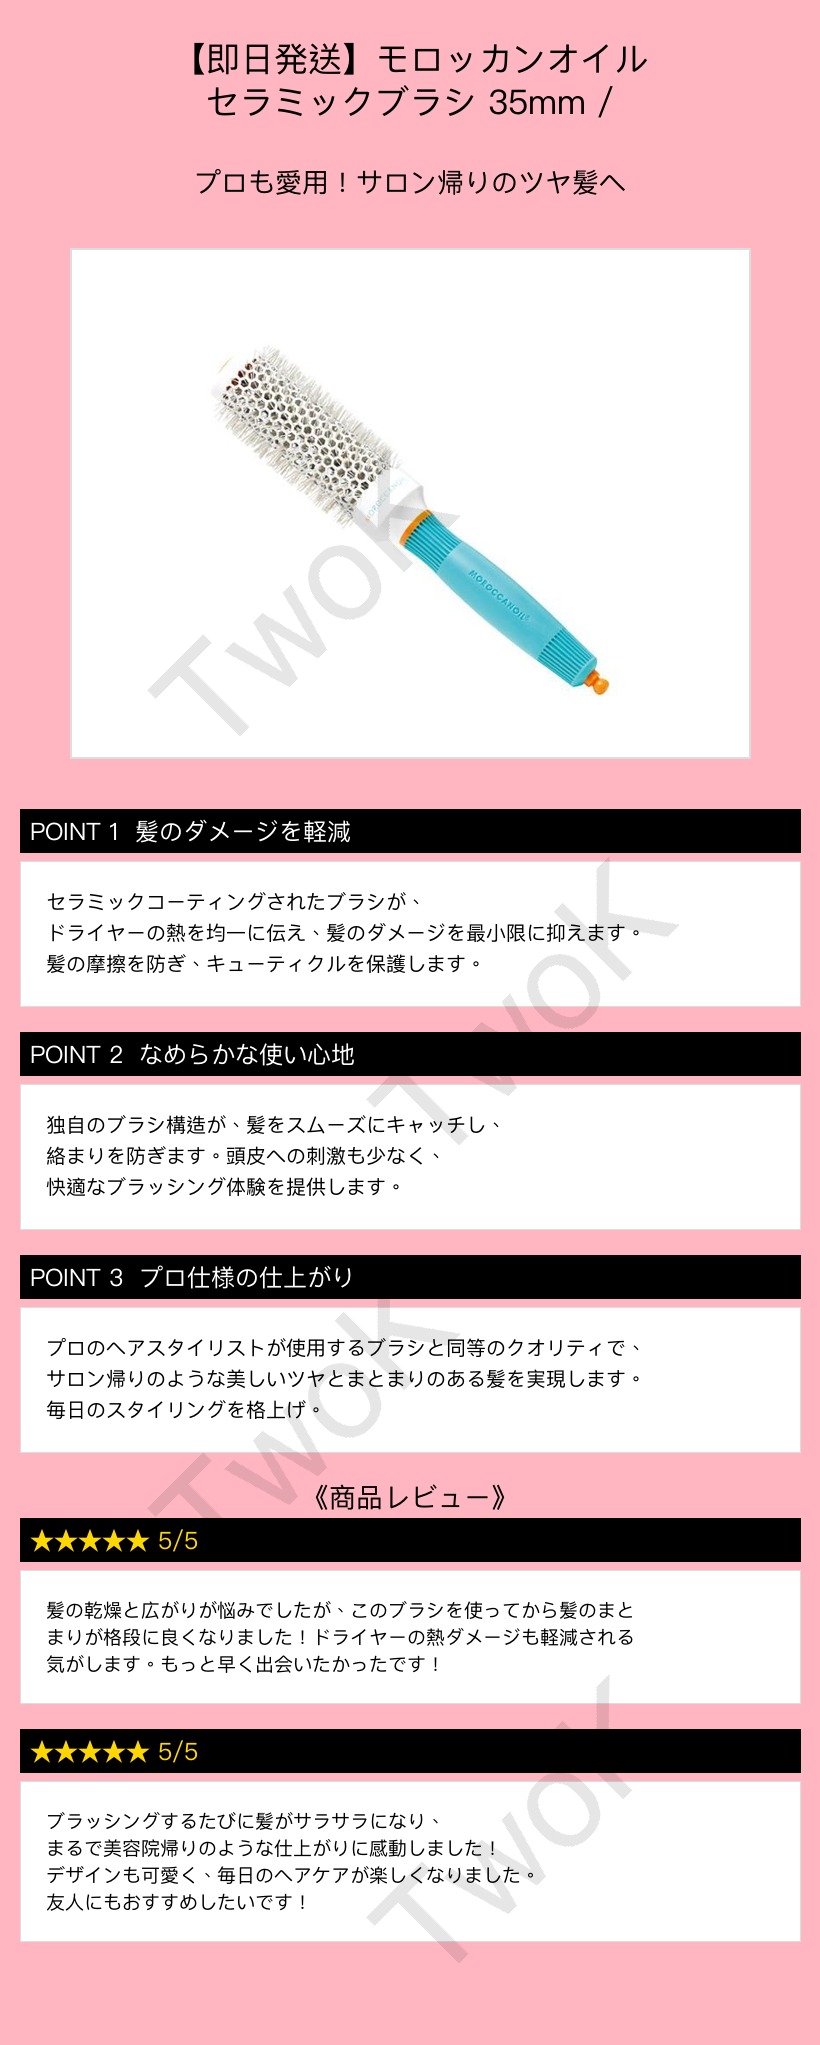 【即日発送】モロッカンオイル
セラミックブラシ 35mm /
プロも愛用！サロン帰りのツヤ髪へ
MOROCCANOIL
MOROCCANOIL
TwoK
POINT 1 髪のダメージを軽減
セラミックコーティングされたブラシが、
ドライヤーの熱を均一に伝え、髪のダメージを最小限に抑えます。
髪の摩擦を防ぎ、キューティクルを保護します。
TwoK
POINT 2 なめらかな使い心地
独自のブラシ構造が、髪をスムーズにキャッチし、
絡まりを防ぎます。頭皮への刺激も少なく、
快適なブラッシング体験を提供します。
POINT 3 プロ仕様の仕上がり
プロのヘアスタイリストが使用するブラシと同等のクオリティで、
サロン帰りのような美しいツヤとまとまりのある髪を実現します。
毎日のスタイリングを格上げ。
TwoK
《商品レビュー》
★★★★★ 5/5
髪の乾燥と広がりが悩みでしたが、このブラシを使ってから髪のまと
まりが格段に良くなりました！ドライヤーの熱ダメージも軽減される
気がします。もっと早く出会いたかったです！
★★★★★ 5/5
ブラッシングするたびに髪がサラサラになり、
まるで美容院帰りのような仕上がりに感動しました！
デザインも可愛く、毎日のヘアケアが楽しくなりました。
友人にもおすすめしたいです！
TwoK